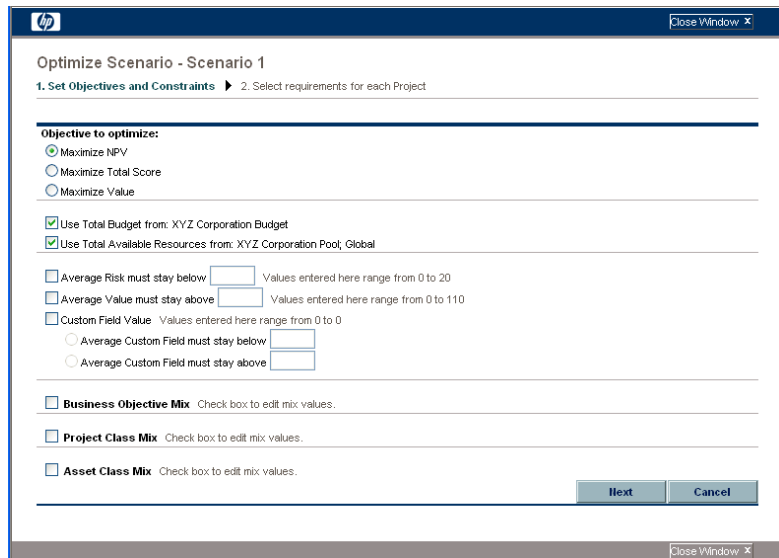 hp
Close Window X
Optimize Scenario - Scenario 1
1. Set Objectives and Constraints 2. Select requirements for each Project
Objective to optimize:
Maximize NPV
Maximize Total Score
Maximize Value
Use Total Budget from: XYZ Corporation Budget
Use Total Available Resources from: XYZ Corporation Pool; Global
Average Risk must stay below Values entered here range from 0 to 20
Average Value must stay above Values entered here range from 0 to 110
Custom Field Value Values entered here range from 0 to 0
Average Custom Field must stay below
Average Custom Field must stay above
Business Objective Mix Check box to edit mix values.
Project Class Mix Check box to edit mix values.
Asset Class Mix Check box to edit mix values.
Next Cancel
Close Window X